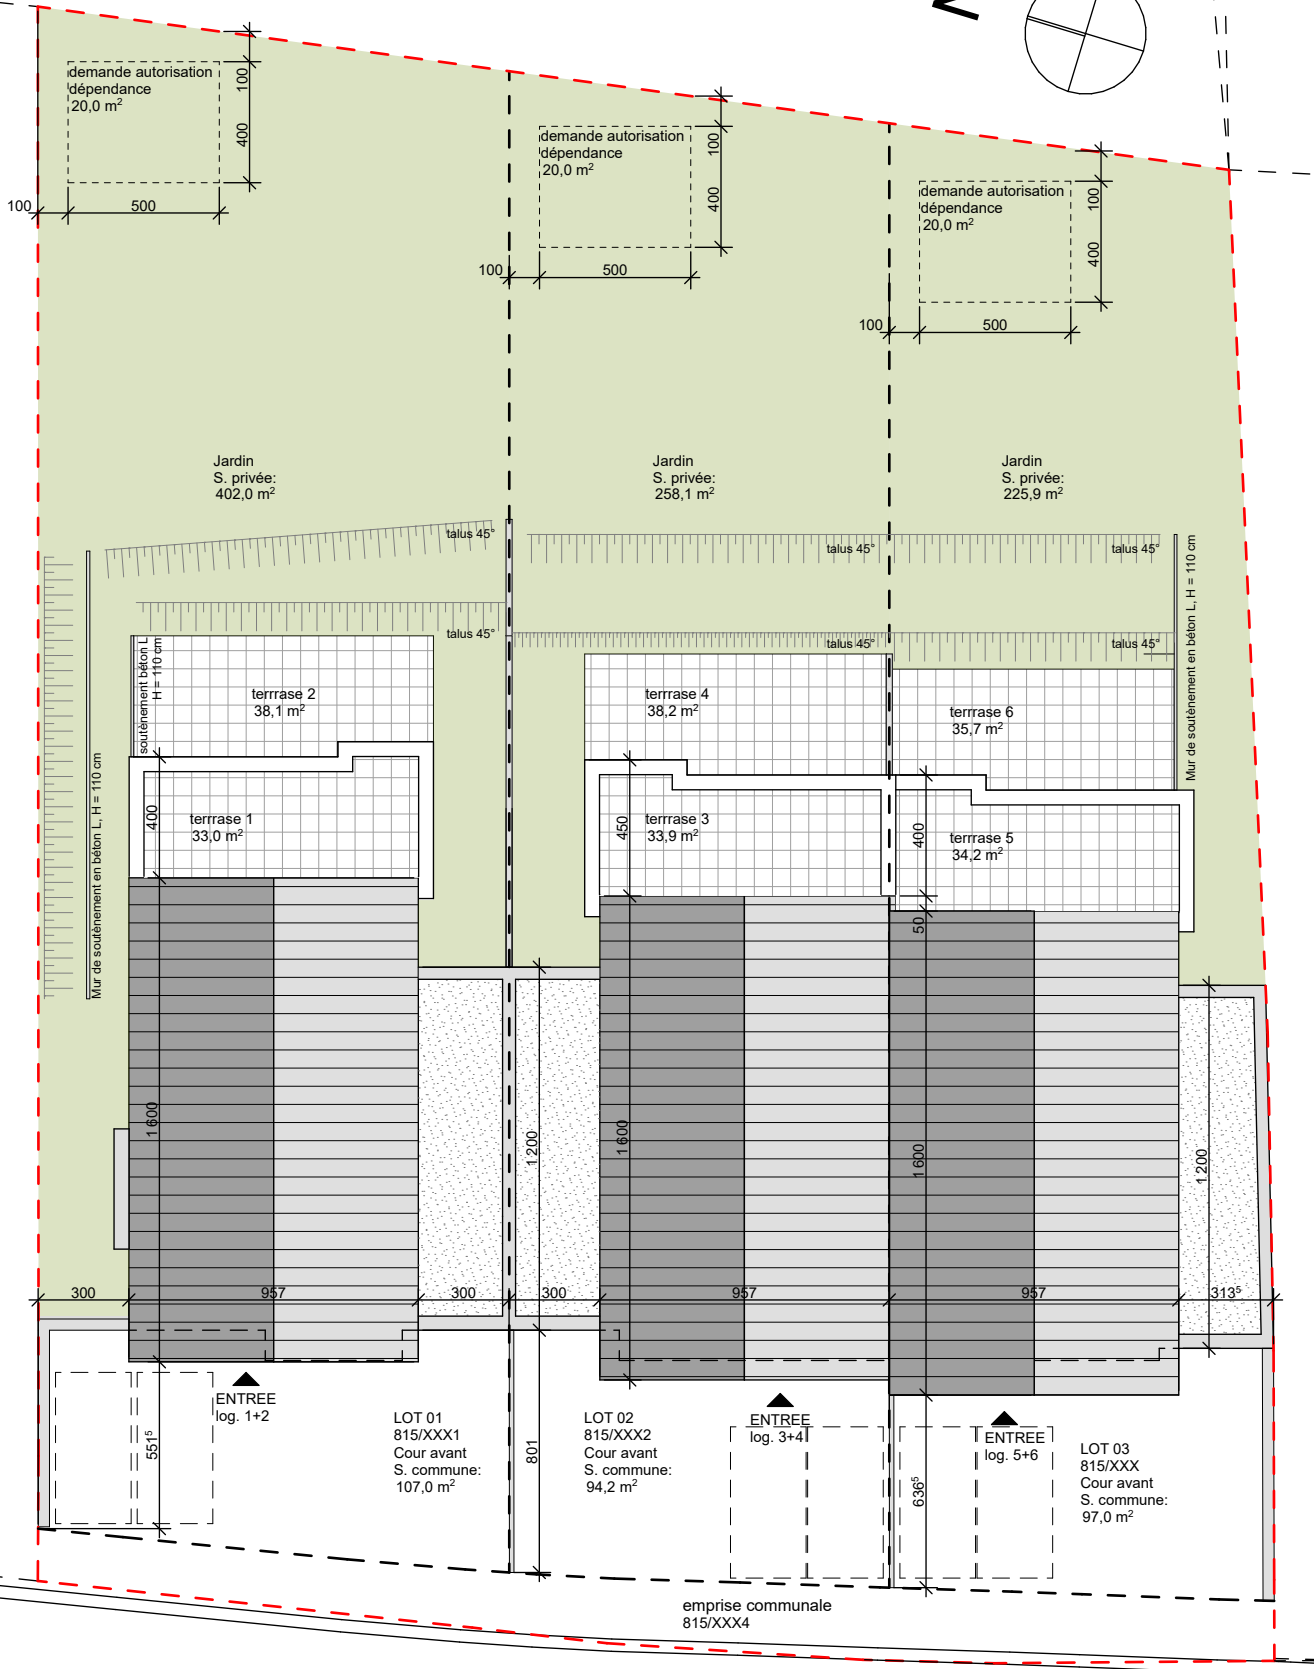 N
demande autorisation
dépendance
20,0 m²
100
400
100
500
demande autorisation
dépendance
20,0 m²
100
400
100
500
demande autorisation
dépendance
20,0 m²
100
400
100
500
Jardin
S. privée:
402,0 m²
Jardin
S. privée:
258,1 m²
Jardin
S. privée:
225,9 m²
talus 45°
talus 45°
talus 45°
talus 45°
talus 45°
talus 45°
Mur de soutènement en béton L, H = 110 cm
soutènement béton L
H = 110 cm
Mur de soutènement en béton L, H = 110 cm
terrrase 2
38,1 m²
terrrase 4
38,2 m²
terrrase 6
35,7 m²
terrrase 1
33,0 m²
terrrase 3
33,9 m²
terrrase 5
34,2 m²
400
450
400
50
1 600
1 200
1 600
1 600
1 200
300
957
300
300
957
957
313⁵
ENTREE
log. 1+2
551⁵
LOT 01
815/XXX1
Cour avant
S. commune:
107,0 m²
801
LOT 02
815/XXX2
Cour avant
S. commune:
94,2 m²
ENTREE
log. 3+4
636⁵
ENTREE
log. 5+6
LOT 03
815/XXX
Cour avant
S. commune:
97,0 m²
emprise communale
815/XXX4